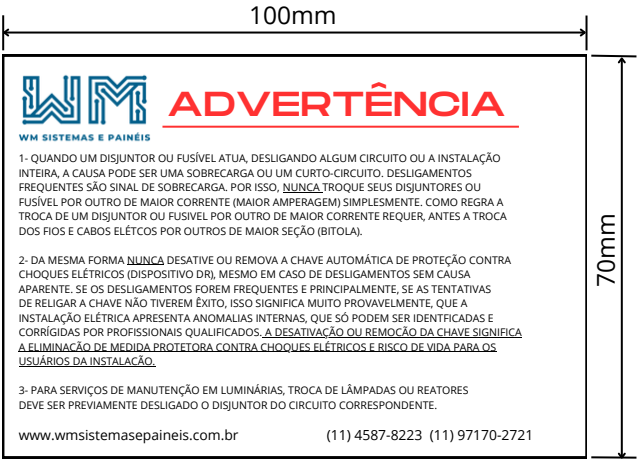 100mm
WM SISTEMAS E PAINÉIS
ADVERTÊNCIA
1- QUANDO UM DISJUNTOR OU FUSÍVEL ATUA, DESLIGANDO ALGUM CIRCUITO OU A INSTALAÇÃO
INTEIRA, A CAUSA PODE SER UMA SOBRECARGA OU UM CURTO-CIRCUITO. DESLIGAMENTOS
FREQUENTES SÃO SINAL DE SOBRECARGA. POR ISSO, NUNCA TROQUE SEUS DISJUNTORES OU
FUSÍVEL POR OUTRO DE MAIOR CORRENTE (MAIOR AMPERAGEM) SIMPLESMENTE. COMO REGRA A
TROCA DE UM DISJUNTOR OU FUSIVEL POR OUTRO DE MAIOR CORRENTE REQUER, ANTES A TROCA
DOS FIOS E CABOS ELÉTCOS POR OUTROS DE MAIOR SEÇÃO (BITOLA).
2- DA MESMA FORMA NUNCA DESATIVE OU REMOVA A CHAVE AUTOMÁTICA DE PROTEÇÃO CONTRA
CHOQUES ELÉTRICOS (DISPOSITIVO DR), MESMO EM CASO DE DESLIGAMENTOS SEM CAUSA
APARENTE. SE OS DESLIGAMENTOS FOREM FREQUENTES E PRINCIPALMENTE, SE AS TENTATIVAS
DE RELIGAR A CHAVE NÃO TIVEREM ÊXITO, ISSO SIGNIFICA MUITO PROVAVELMENTE, QUE A
INSTALAÇÃO ELÉTRICA APRESENTA ANOMALIAS INTERNAS, QUE SÓ PODEM SER IDENTFICADAS E
CORRÍGIDAS POR PROFISSIONAIS QUALIFICADOS. A DESATIVAÇÃO OU REMOÇÃO DA CHAVE SIGNIFICA
A ELIMINAÇÃO DE MEDIDA PROTETORA CONTRA CHOQUES ELÉTRICOS E RISCO DE VIDA PARA OS
USUÁRIOS DA INSTALAÇÃO.
3- PARA SERVIÇOS DE MANUTENÇÃO EM LUMINÁRIAS, TROCA DE LÂMPADAS OU REATORES
DEVE SER PREVIAMENTE DESLIGADO O DISJUNTOR DO CIRCUITO CORRESPONDENTE.
www.wmsistemasepaineis.com.br (11) 4587-8223 (11) 97170-2721
70mm